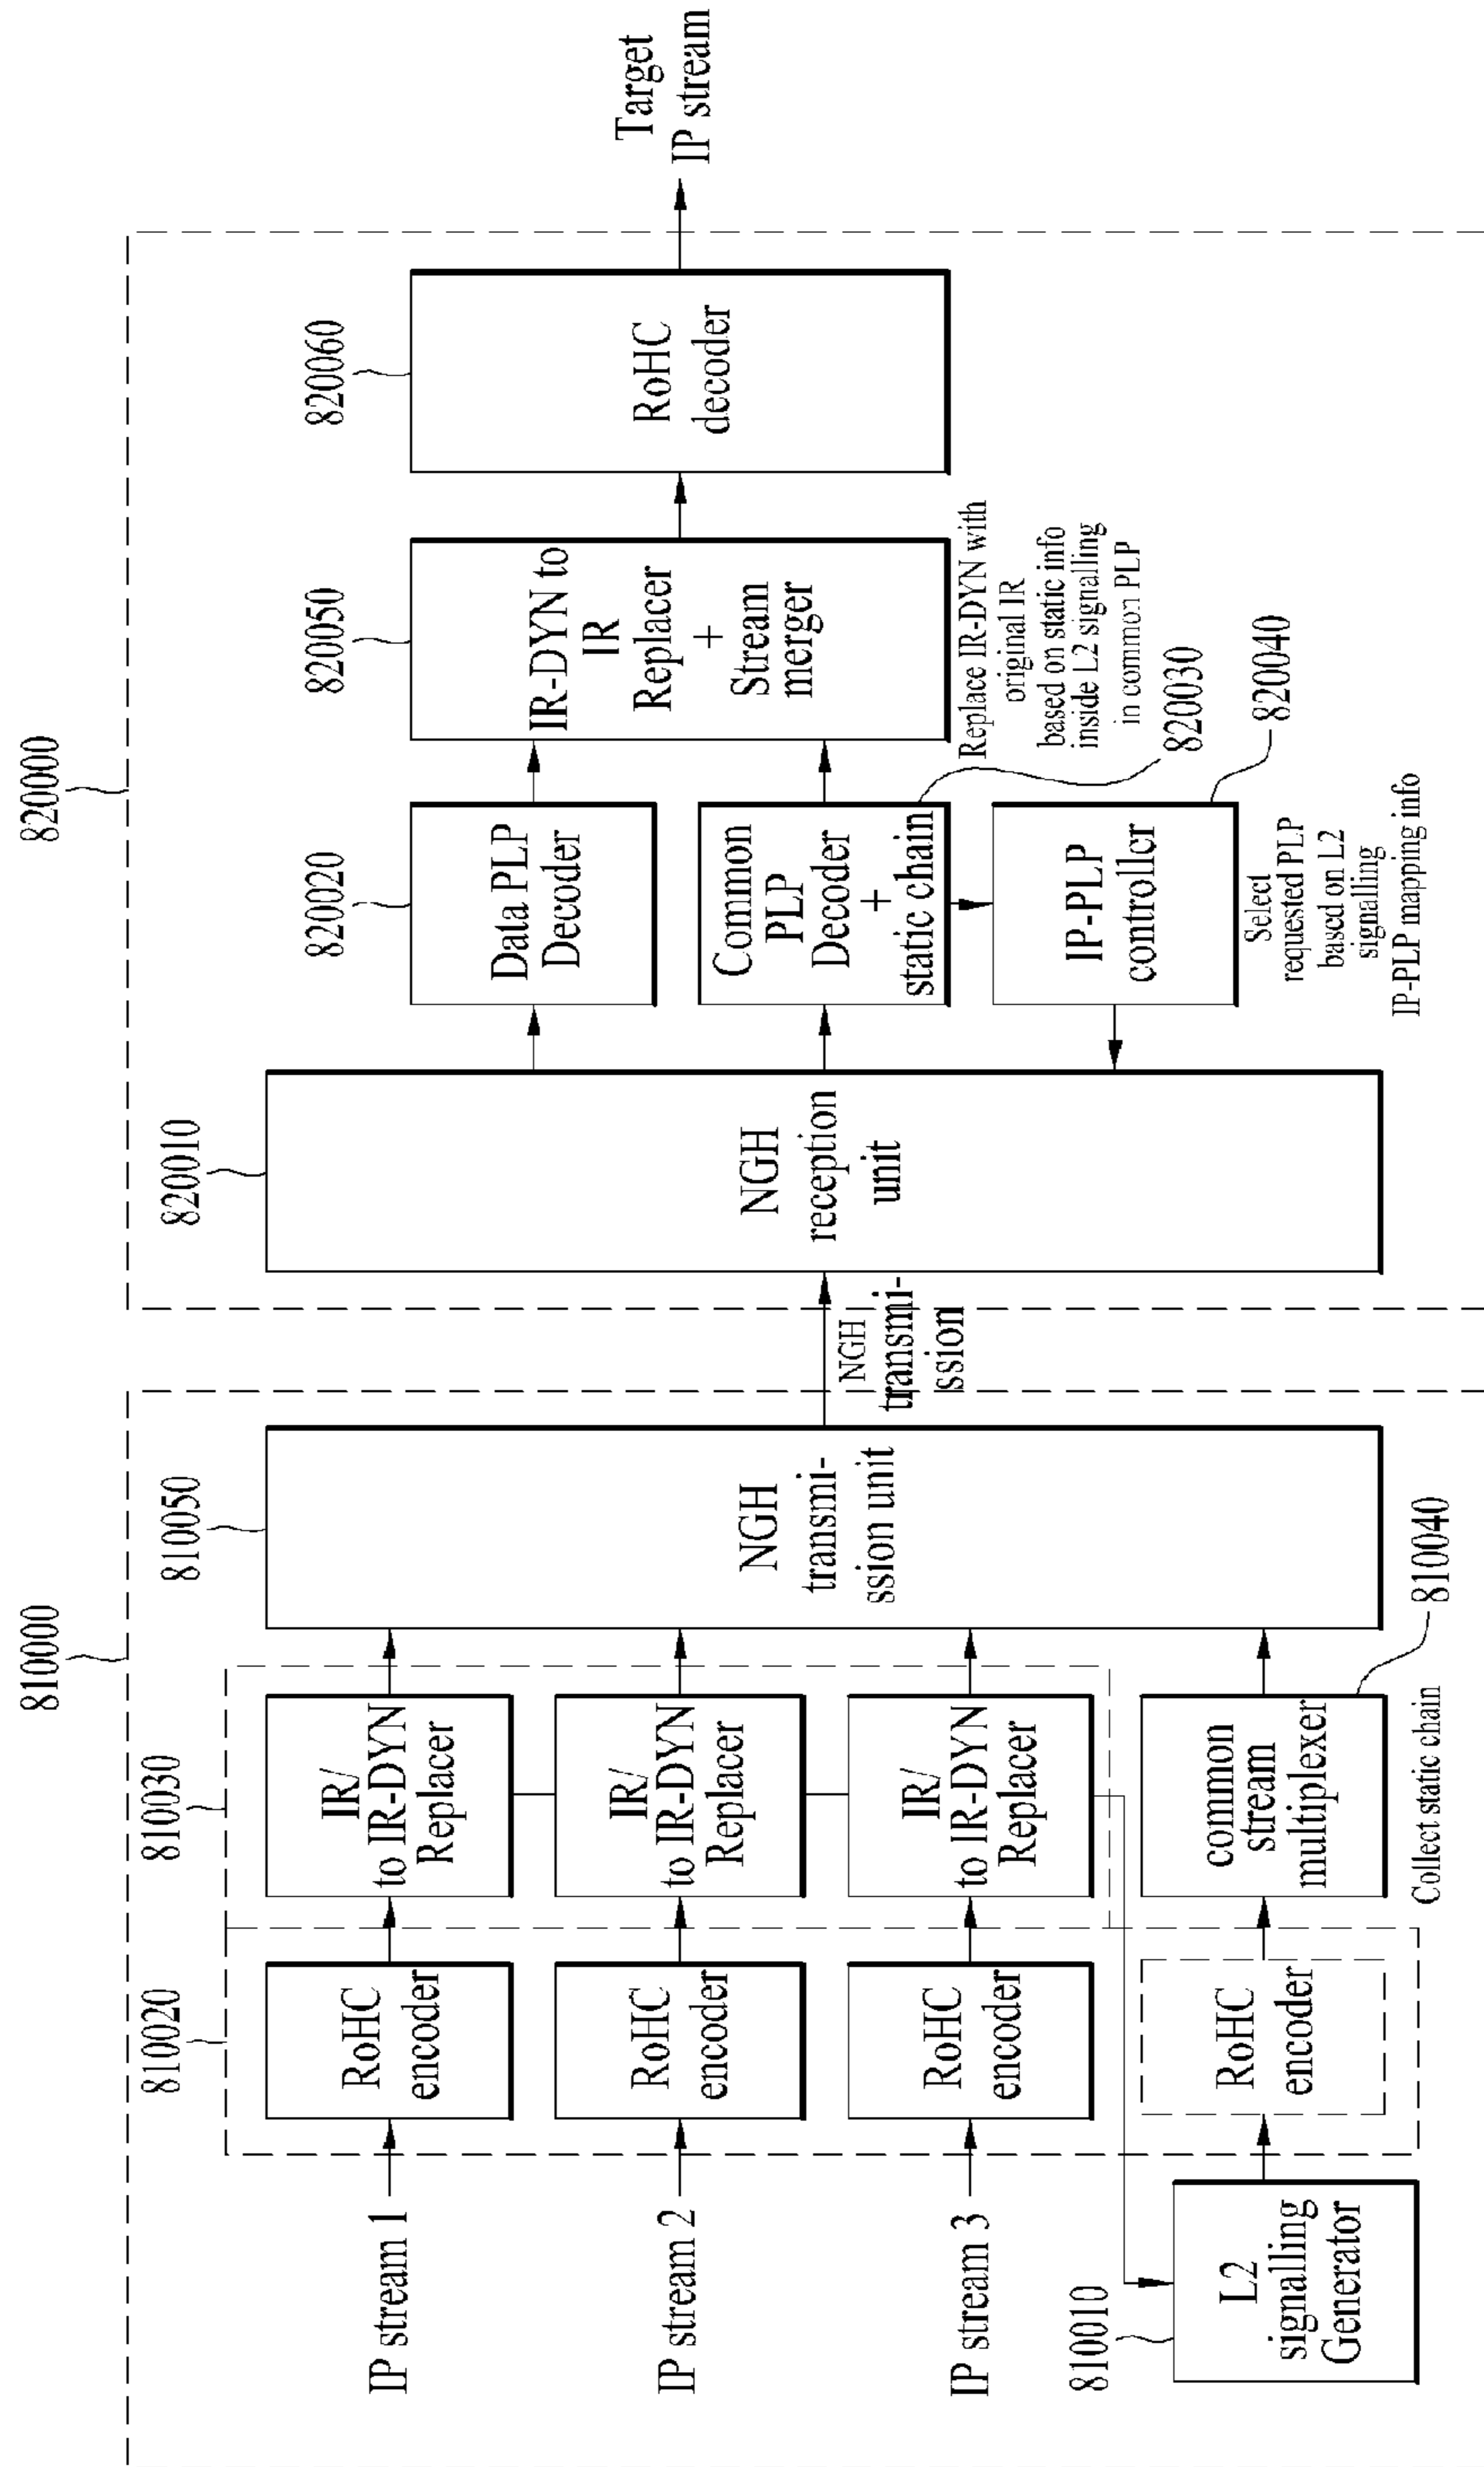 810000
810020
810030
810050
IP stream 1
RoHC
encoder
IR/
to IR-DYN
Replacer
IP stream 2
RoHC
encoder
IR/
to IR-DYN
Replacer
IP stream 3
RoHC
encoder
IR/
to IR-DYN
Replacer
810010
L2
signalling
Generator
RoHC
encoder
common
stream
multiplexer
Collect static chain
810040
NGH
transmi-
ssion unit
NGH
transmi-
ssion
820000
820010
NGH
reception
unit
820020
Data PLP
Decoder
Common
PLP
Decoder
+
static chain
820030
IP-PLP
controller
820040
Select
requested PLP
based on L2
signalling
IP-PLP mapping info
820050
IR-DYN to
IR
Replacer
+
Stream
merger
Replace IR-DYN with
original IR
based on static info
inside L2 signalling
in common PLP
820060
RoHC
decoder
Target
IP stream